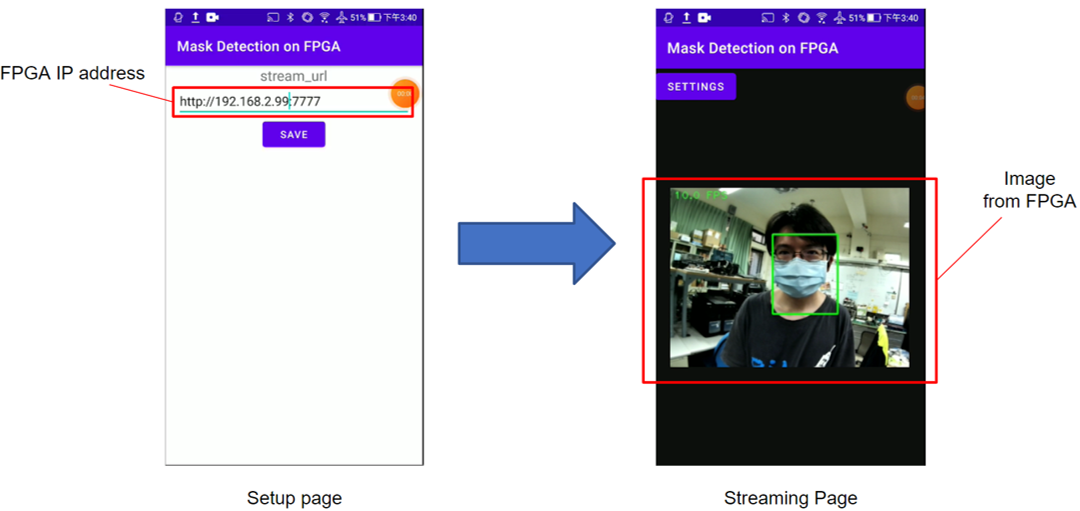 51% 下午3:40
Mask Detection on FPGA
FPGA IP address
stream_url
http://192.168.2.99:7777
SAVE
Setup page
51% 下午3:40
Mask Detection on FPGA
SETTINGS
10.0 FPS
Image
from FPGA
Streaming Page